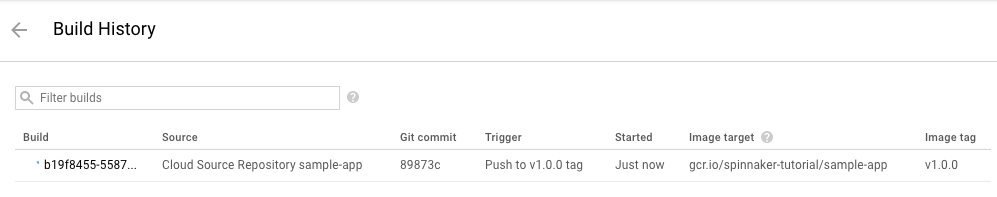 Build History
Filter builds
Build Source Git commit Trigger Started Image target Image tag
b19f8455-5587... Cloud Source Repository sample-app 89873c Push to v1.0.0 tag Just now gcr.io/spinnaker-tutorial/sample-app v1.0.0